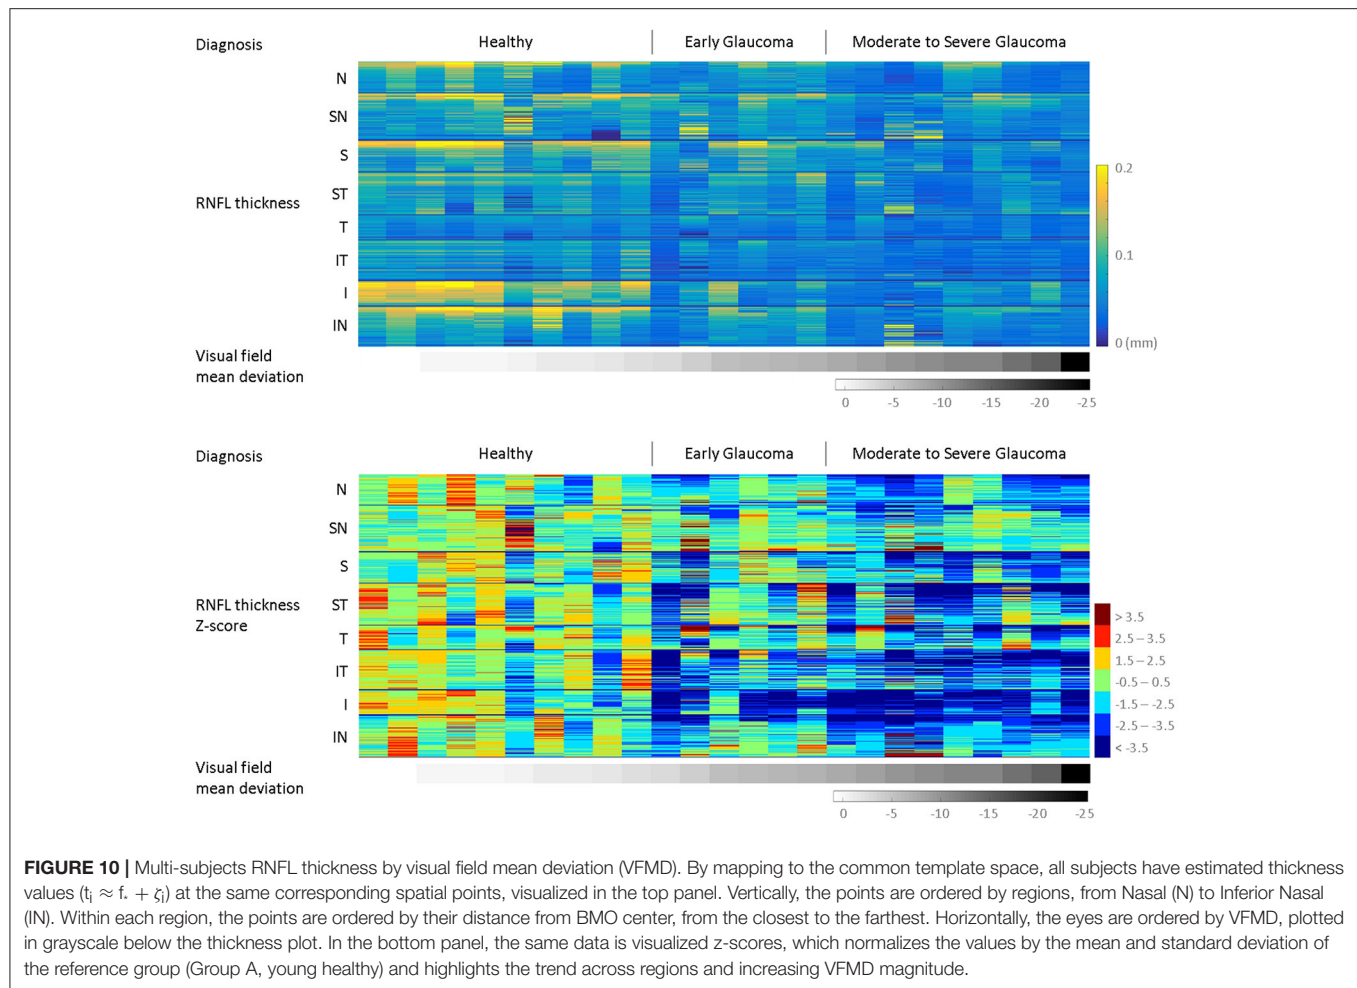 Diagnosis
Healthy
Early Glaucoma
Moderate to Severe Glaucoma
RNFL thickness
N
SN
S
ST
T
IT
I
IN
0.2
0.1
0 (mm)
Visual field
mean deviation
0 -5 -10 -15 -20 -25
Diagnosis
Healthy
Early Glaucoma
Moderate to Severe Glaucoma
RNFL thickness
Z-score
N
SN
S
ST
T
IT
I
IN
> 3.5
2.5 – 3.5
1.5 – 2.5
-0.5 – 0.5
-1.5 – 2.5
-2.5 – 3.5
< -3.5
Visual field
mean deviation
0 -5 -10 -15 -20 -25
FIGURE 10 | Multi-subjects RNFL thickness by visual field mean deviation (VFMD). By mapping to the common template space, all subjects have estimated thickness
values (tᵢ ≈ f* + ζᵢ) at the same corresponding spatial points, visualized in the top panel. Vertically, the points are ordered by regions, from Nasal (N) to Inferior Nasal
(IN). Within each region, the points are ordered by their distance from BMO center, from the closest to the farthest. Horizontally, the eyes are ordered by VFMD, plotted
in grayscale below the thickness plot. In the bottom panel, the same data is visualized z-scores, which normalizes the values by the mean and standard deviation of
the reference group (Group A, young healthy) and highlights the trend across regions and increasing VFMD magnitude.